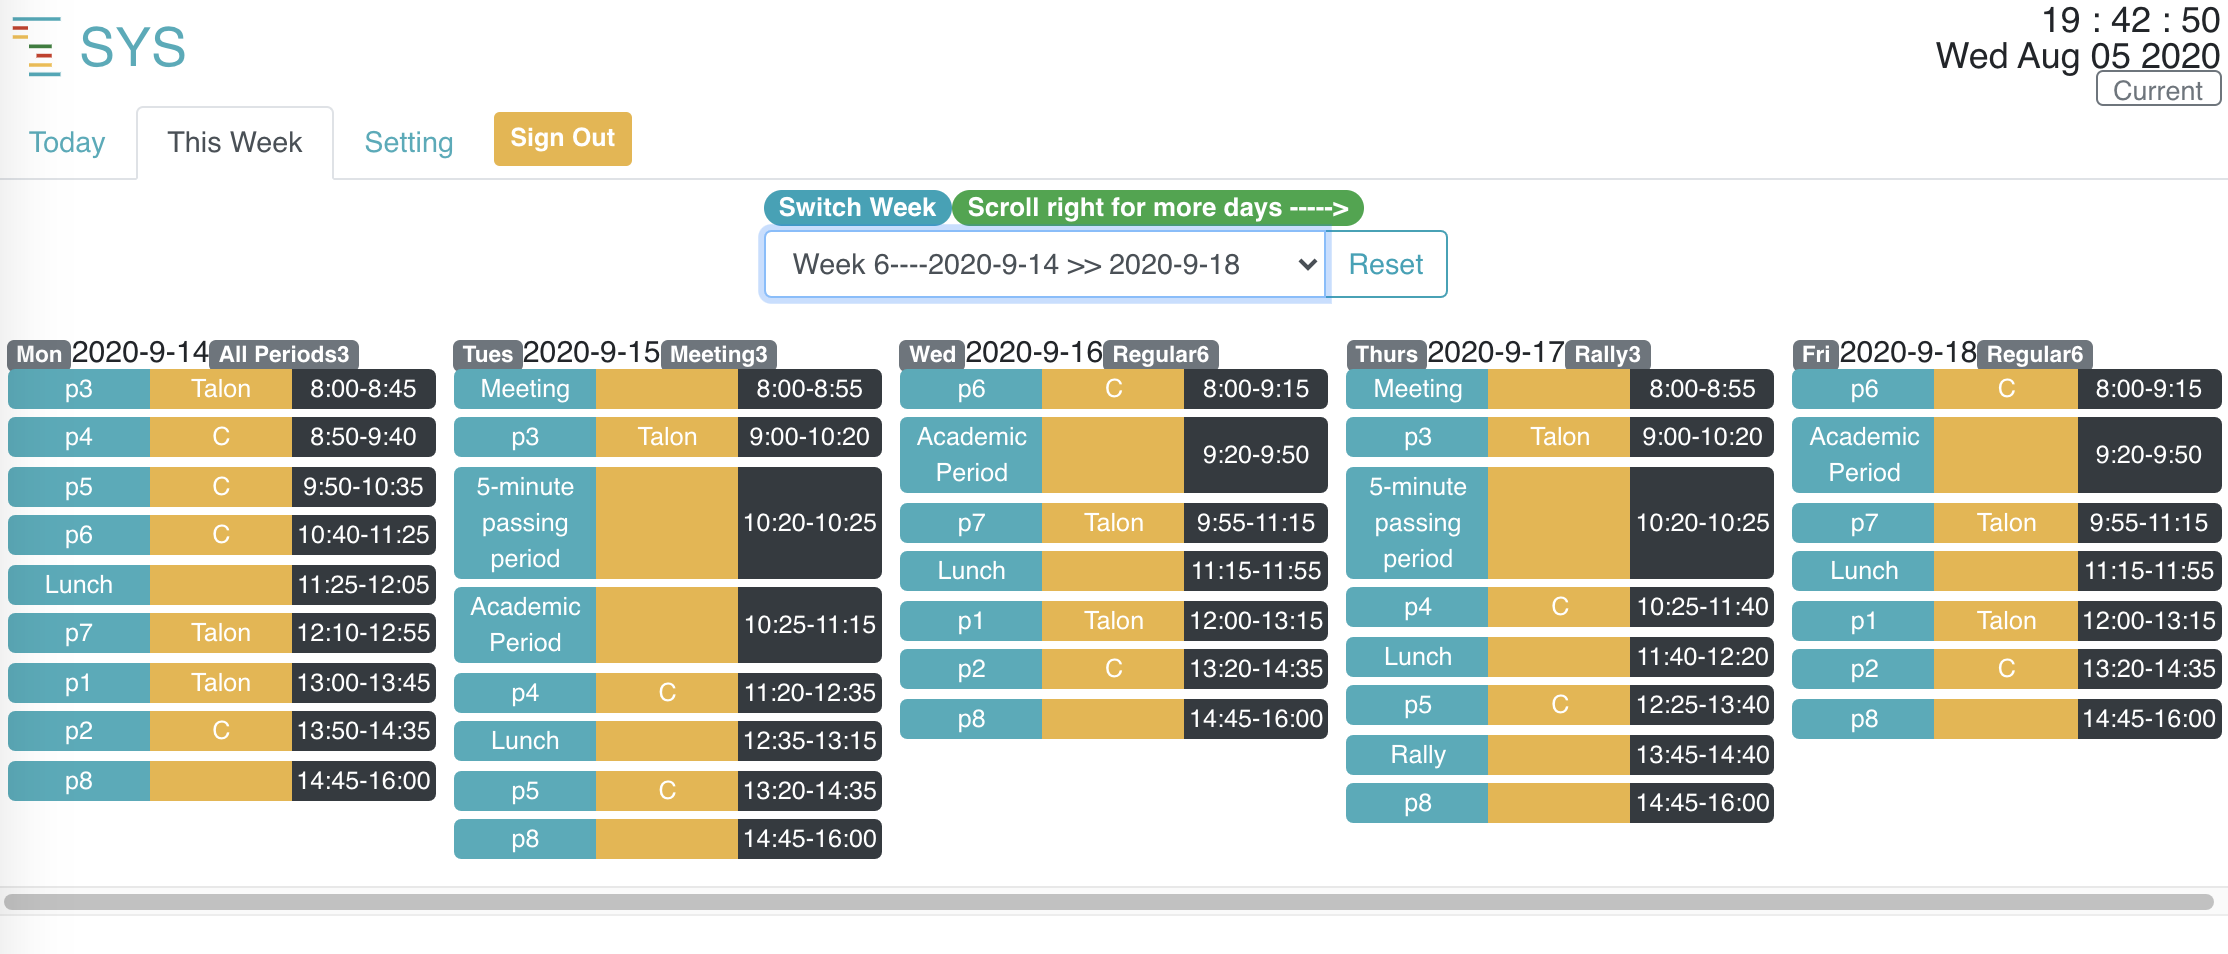 SYS
19 : 42 : 50
Wed Aug 05 2020
Current
Today
This Week
Setting
Sign Out
Switch Week
Scroll right for more days ----->
Week 6----2020-9-14 >> 2020-9-18
Reset
Mon 2020-9-14 All Periods3
p3 Talon 8:00-8:45
p4 C 8:50-9:40
p5 C 9:50-10:35
p6 C 10:40-11:25
Lunch 11:25-12:05
p7 Talon 12:10-12:55
p1 Talon 13:00-13:45
p2 C 13:50-14:35
p8 14:45-16:00
Tues 2020-9-15 Meeting3
Meeting 8:00-8:55
p3 Talon 9:00-10:20
5-minute
passing 10:20-10:25
period
Academic
Period 10:25-11:15
p4 C 11:20-12:35
Lunch 12:35-13:15
p5 C 13:20-14:35
p8 14:45-16:00
Wed 2020-9-16 Regular6
p6 C 8:00-9:15
Academic
Period 9:20-9:50
p7 Talon 9:55-11:15
Lunch 11:15-11:55
p1 Talon 12:00-13:15
p2 C 13:20-14:35
p8 14:45-16:00
Thurs 2020-9-17 Rally3
Meeting 8:00-8:55
p3 Talon 9:00-10:20
5-minute
passing 10:20-10:25
period
p4 C 10:25-11:40
Lunch 11:40-12:20
p5 C 12:25-13:40
Rally 13:45-14:40
p8 14:45-16:00
Fri 2020-9-18 Regular6
p6 C 8:00-9:15
Academic
Period 9:20-9:50
p7 Talon 9:55-11:15
Lunch 11:15-11:55
p1 Talon 12:00-13:15
p2 C 13:20-14:35
p8 14:45-16:00